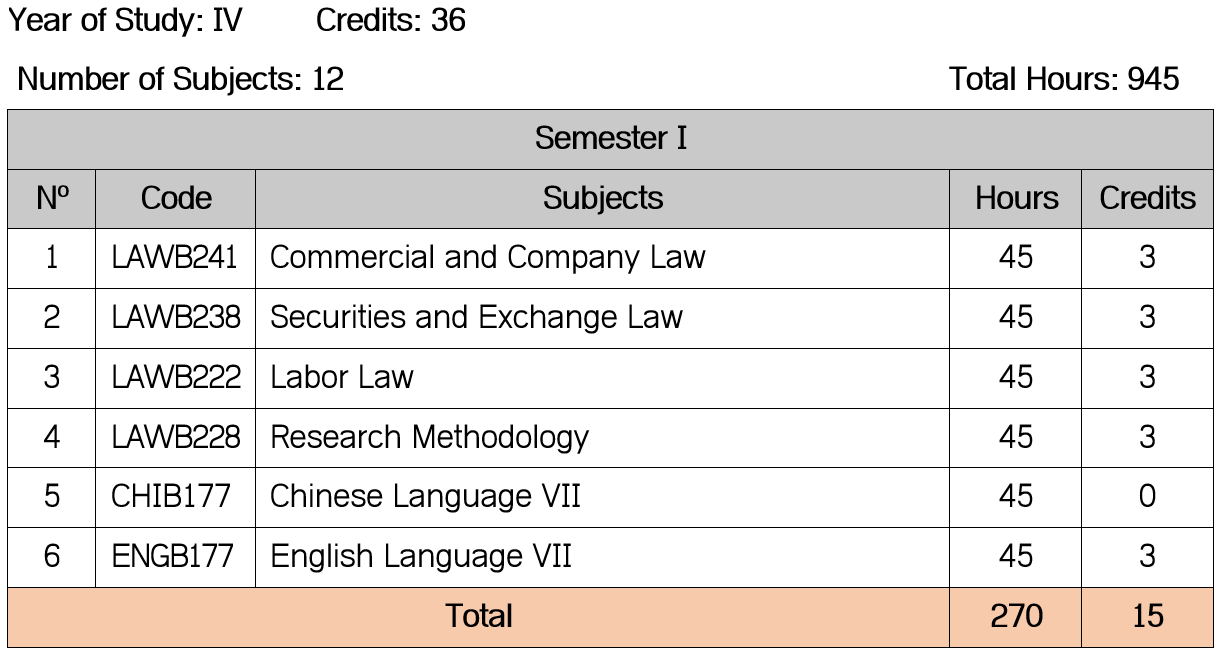 Year of Study: IV Credits: 36
Number of Subjects: 12 Total Hours: 945
Semester I
Nº Code Subjects Hours Credits
1 LAWB241 Commercial and Company Law 45 3
2 LAWB238 Securities and Exchange Law 45 3
3 LAWB222 Labor Law 45 3
4 LAWB228 Research Methodology 45 3
5 CHIB177 Chinese Language VII 45 0
6 ENGB177 English Language VII 45 3
Total 270 15